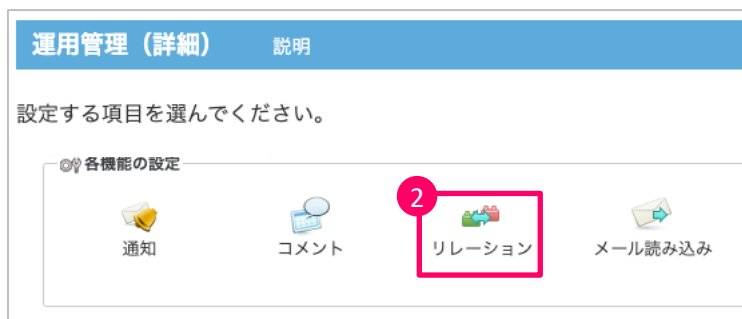 運用管理（詳細） 説明
設定する項目を選んでください。
各機能の設定
2
通知 コメント リレーション メール読み込み